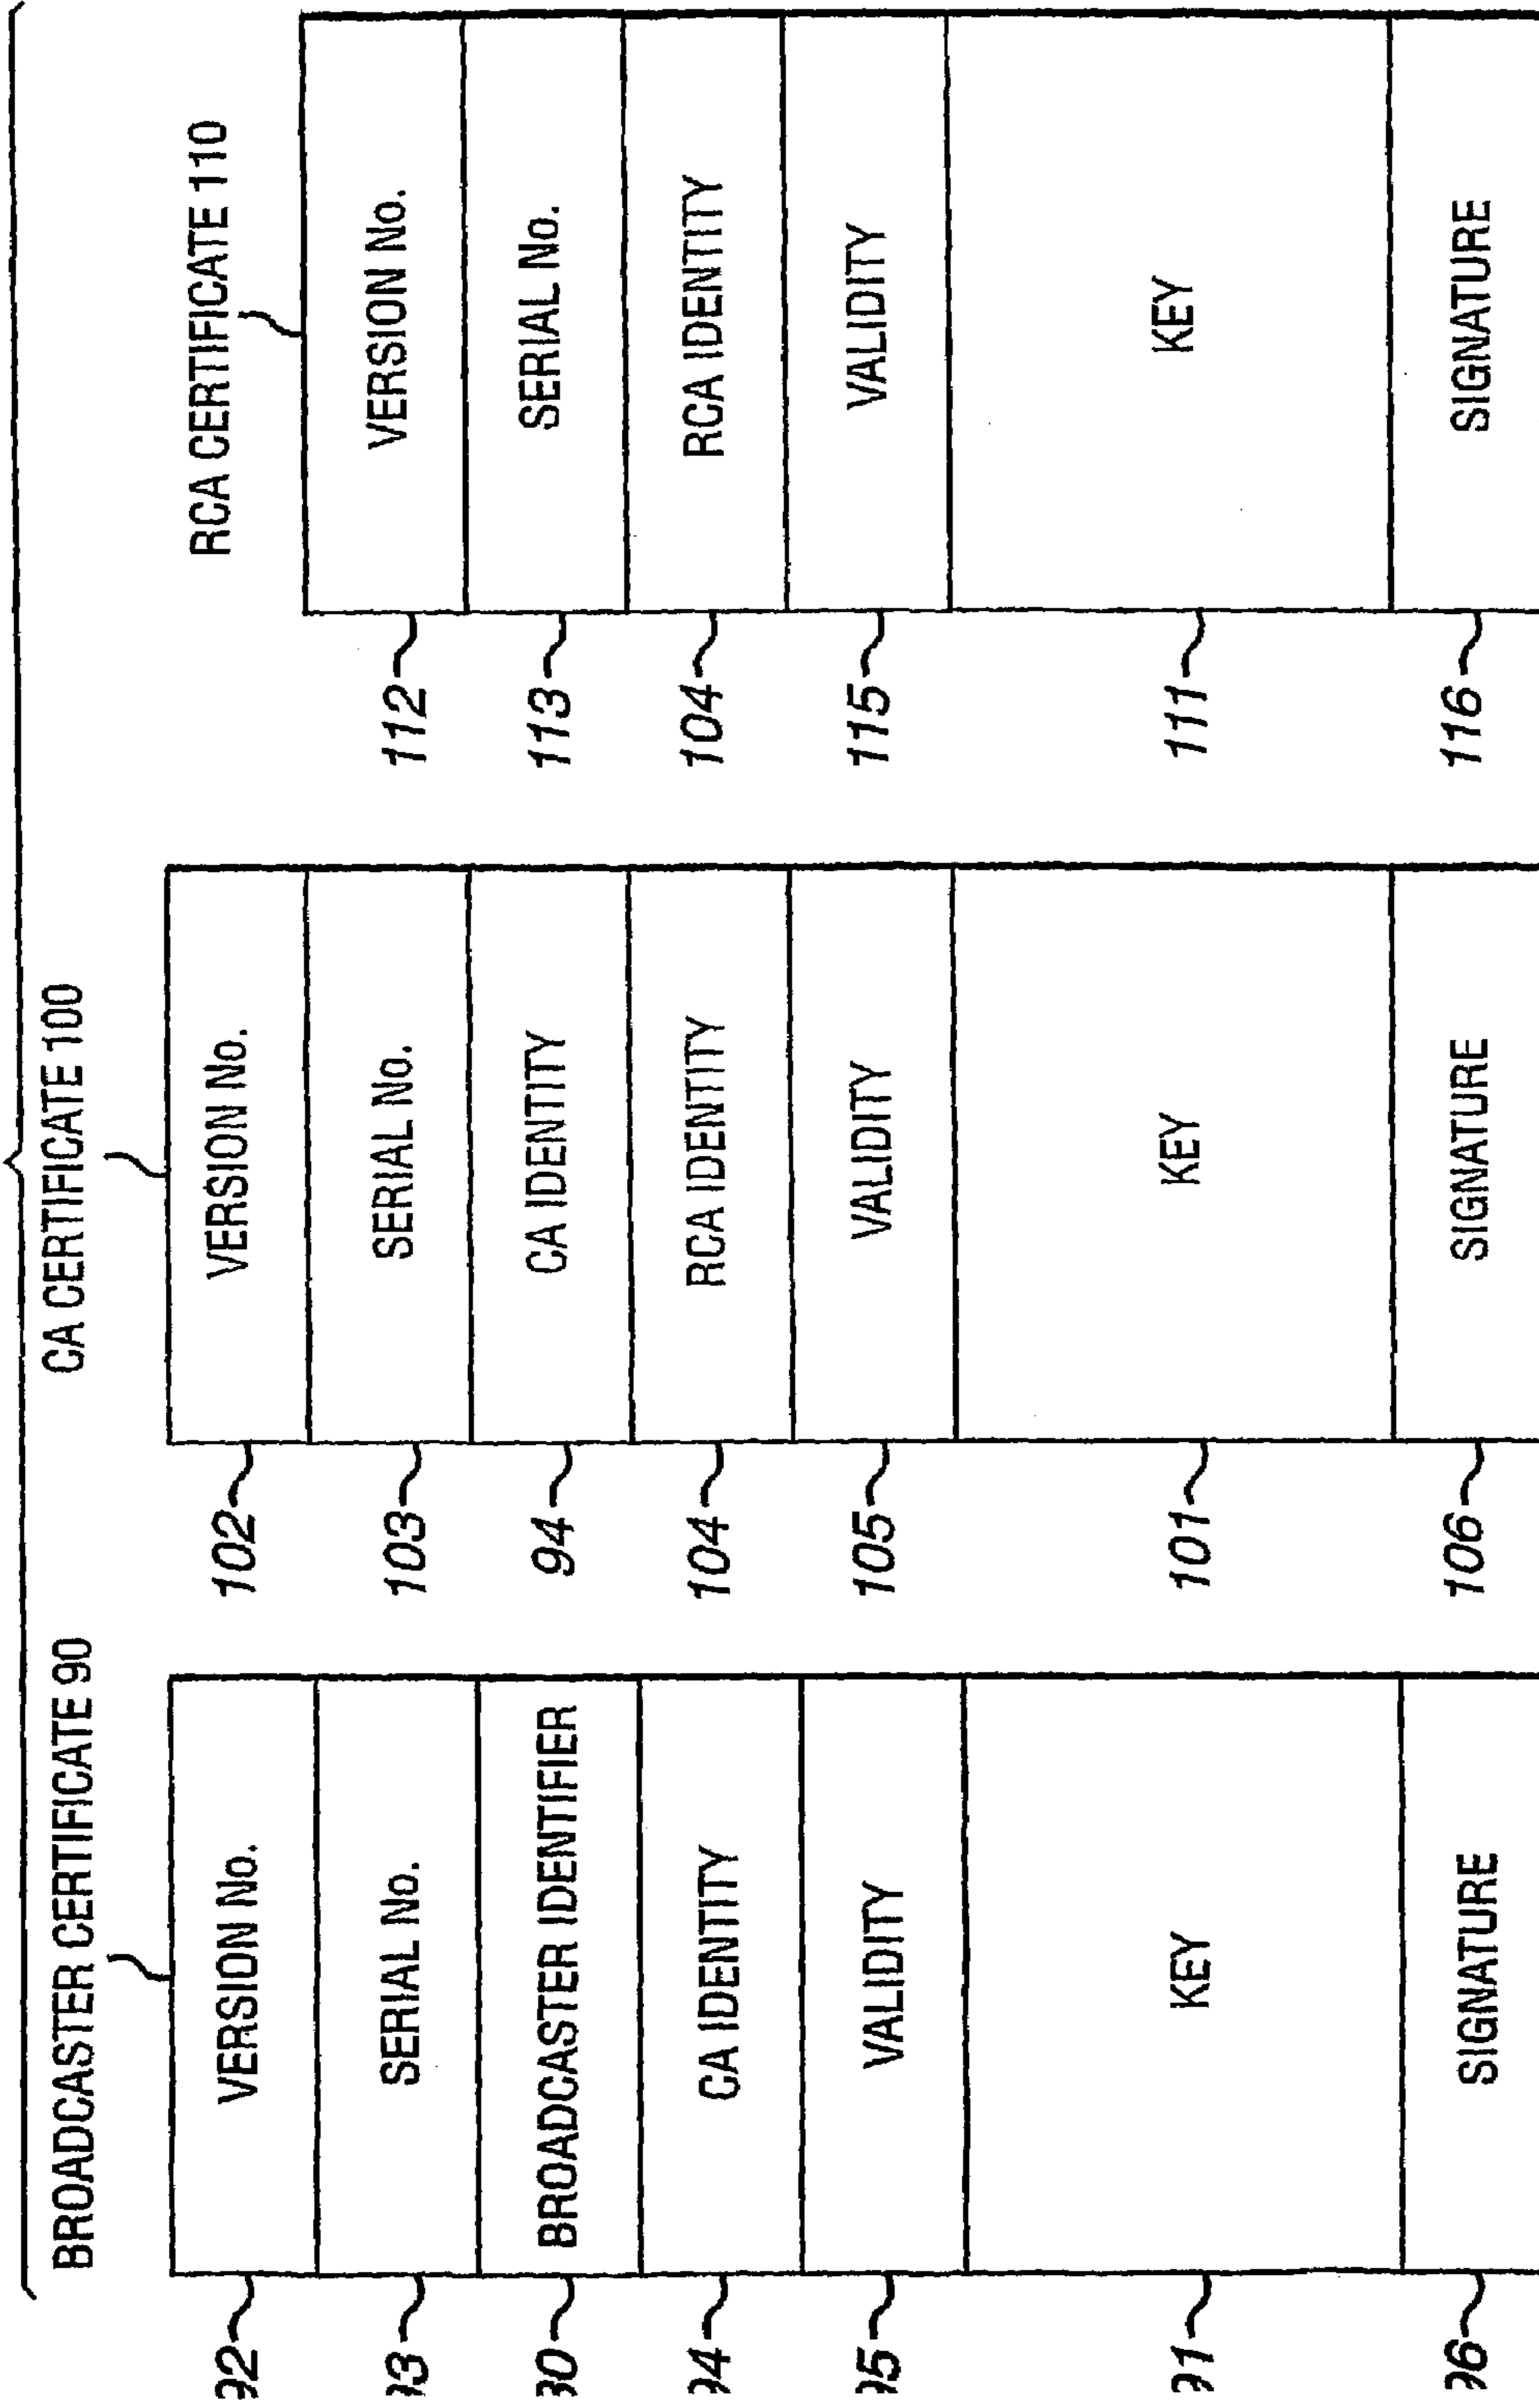 BROADCASTER CERTIFICATE 90
VERSION No.
SERIAL No.
BROADCASTER IDENTIFIER
CA IDENTITY
VALIDITY
KEY
SIGNATURE
CA CERTIFICATE 100
102 VERSION No.
103 SERIAL No.
94 CA IDENTITY
104 RCA IDENTITY
105 VALIDITY
101 KEY
106 SIGNATURE
RCA CERTIFICATE 110
112 VERSION No.
113 SERIAL No.
104 RCA IDENTITY
115 VALIDITY
111 KEY
116 SIGNATURE